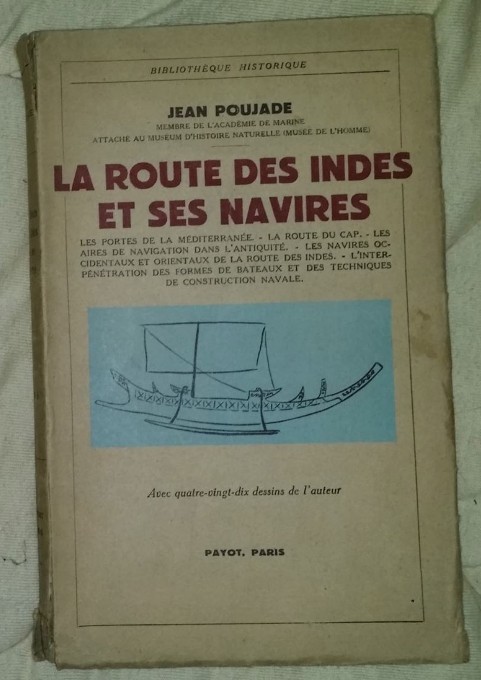 BIBLIOTHÈQUE HISTORIQUE
JEAN POUJADE
MEMBRE DE L'ACADÉMIE DE MARINE
ATTACHÉ AU MUSEUM D'HISTOIRE NATURELLE (MUSÉE DE L'HOMME)
LA ROUTE DES INDES
ET SES NAVIRES
LES PORTES DE LA MÉDITERRANÉE. - LA ROUTE DU CAP. - LES
AIRES DE NAVIGATION DANS L'ANTIQUITÉ. - LES NAVIRES OC-
CIDENTAUX ET ORIENTAUX DE LA ROUTE DES INDES. - L'INTER-
PÉNÉTRATION DES FORMES DE BATEAUX ET DES TECHNIQUES
DE CONSTRUCTION NAVALE.
Avec quatre-vingt-dix dessins de l'auteur
PAYOT, PARIS